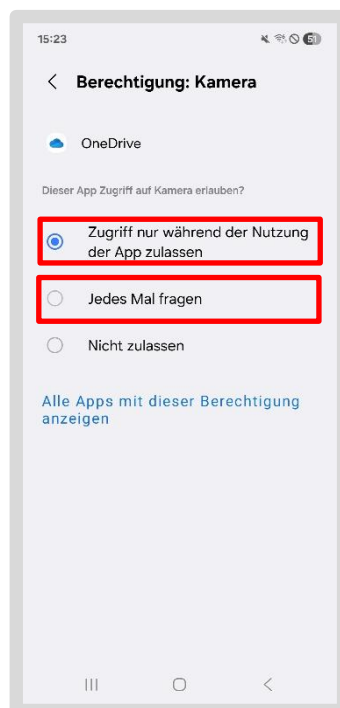 15:23
51
Berechtigung: Kamera
OneDrive
Dieser App Zugriff auf Kamera erlauben?
Zugriff nur während der Nutzung
der App zulassen
Jedes Mal fragen
Nicht zulassen
Alle Apps mit dieser Berechtigung
anzeigen